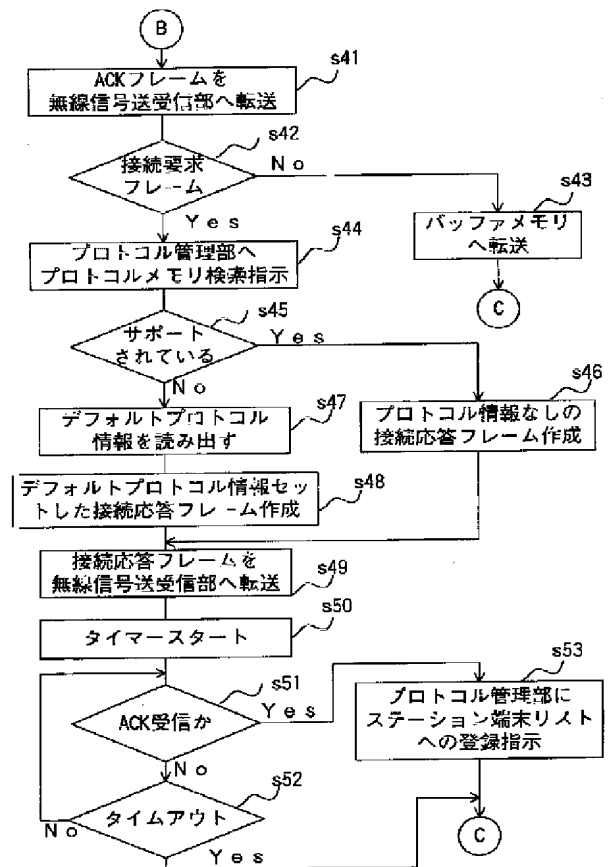 B
s41
ACKフレームを
無線信号送受信部へ転送
s42
接続要求
フレーム
No
Yes
s43
バッファメモリ
へ転送
C
s44
プロトコル管理部へ
プロトコルメモリ検索指示
s45
サポート
されている
Yes
No
s46
プロトコル情報なしの
接続応答フレーム作成
s47
デフォルトプロトコル
情報を読み出す
s48
デフォルトプロトコル情報セッ
トした接続応答フレーム作成
接続応答フレームを
無線信号送受信部へ転送
s49
s50
タイマースタート
s51
ACK受信か
Yes
No
s53
プロトコル管理部に
ステーション端末リスト
への登録指示
s52
タイムアウト
No
Yes
C